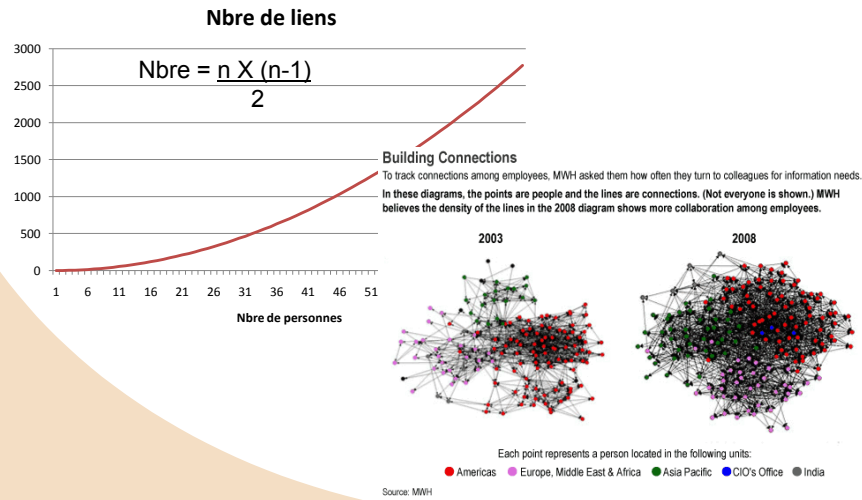 Nbre de liens
3000
2500
2000
1500
1000
500
0
Nbre = n X (n-1)
2
1 6 11 16 21 26 31 36 41 46 51
Nbre de personnes
Building Connections
To track connections among employees, MWH asked them how often they turn to colleagues for information needs.
In these diagrams, the points are people and the lines are connections. (Not everyone is shown.) MWH
believes the density of the lines in the 2008 diagram shows more collaboration among employees.
2003 2008
Each point represents a person located in the following units:
Americas Europe, Middle East & Africa Asia Pacific CIO's Office India
Source: MWH